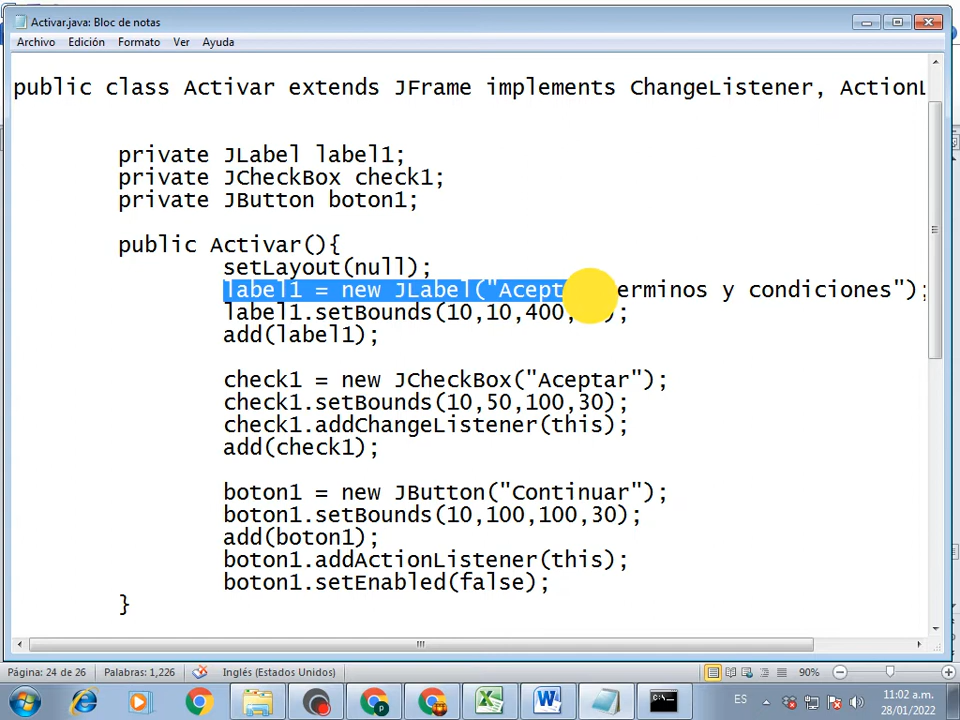 Activar.java: Bloc de notas
Archivo Edición Formato Ver Ayuda
public class Activar extends JFrame implements ChangeListener, ActionL
private JLabel label1;
private JCheckBox check1;
private JButton boton1;
public Activar(){
setLayout(null);
label1 = new JLabel("Acept erminos y condiciones");
label1.setBounds(10,10,400, );
add(label1);
check1 = new JCheckBox("Aceptar");
check1.setBounds(10,50,100,30);
check1.addChangeListener(this);
add(check1);
boton1 = new JButton("Continuar");
boton1.setBounds(10,100,100,30);
add(boton1);
boton1.addActionListener(this);
boton1.setEnabled(false);
}
Página: 24 de 26 Palabras: 1,226 Inglés (Estados Unidos) 90%
ES 11:02 a.m.
28/01/2022